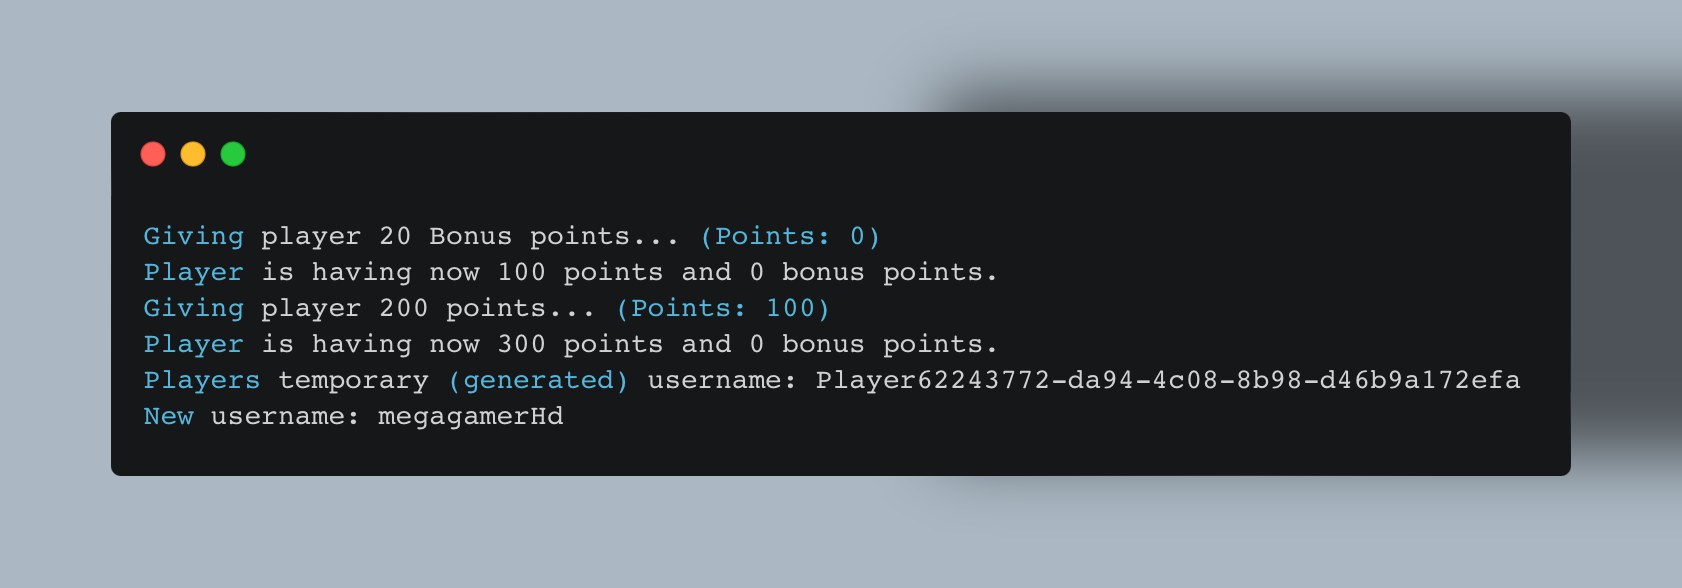 Giving player 20 Bonus points... (Points: 0)
Player is having now 100 points and 0 bonus points.
Giving player 200 points... (Points: 100)
Player is having now 300 points and 0 bonus points.
Players temporary (generated) username: Player62243772-da94-4c08-8b98-d46b9a172efa
New username: megagamerHd